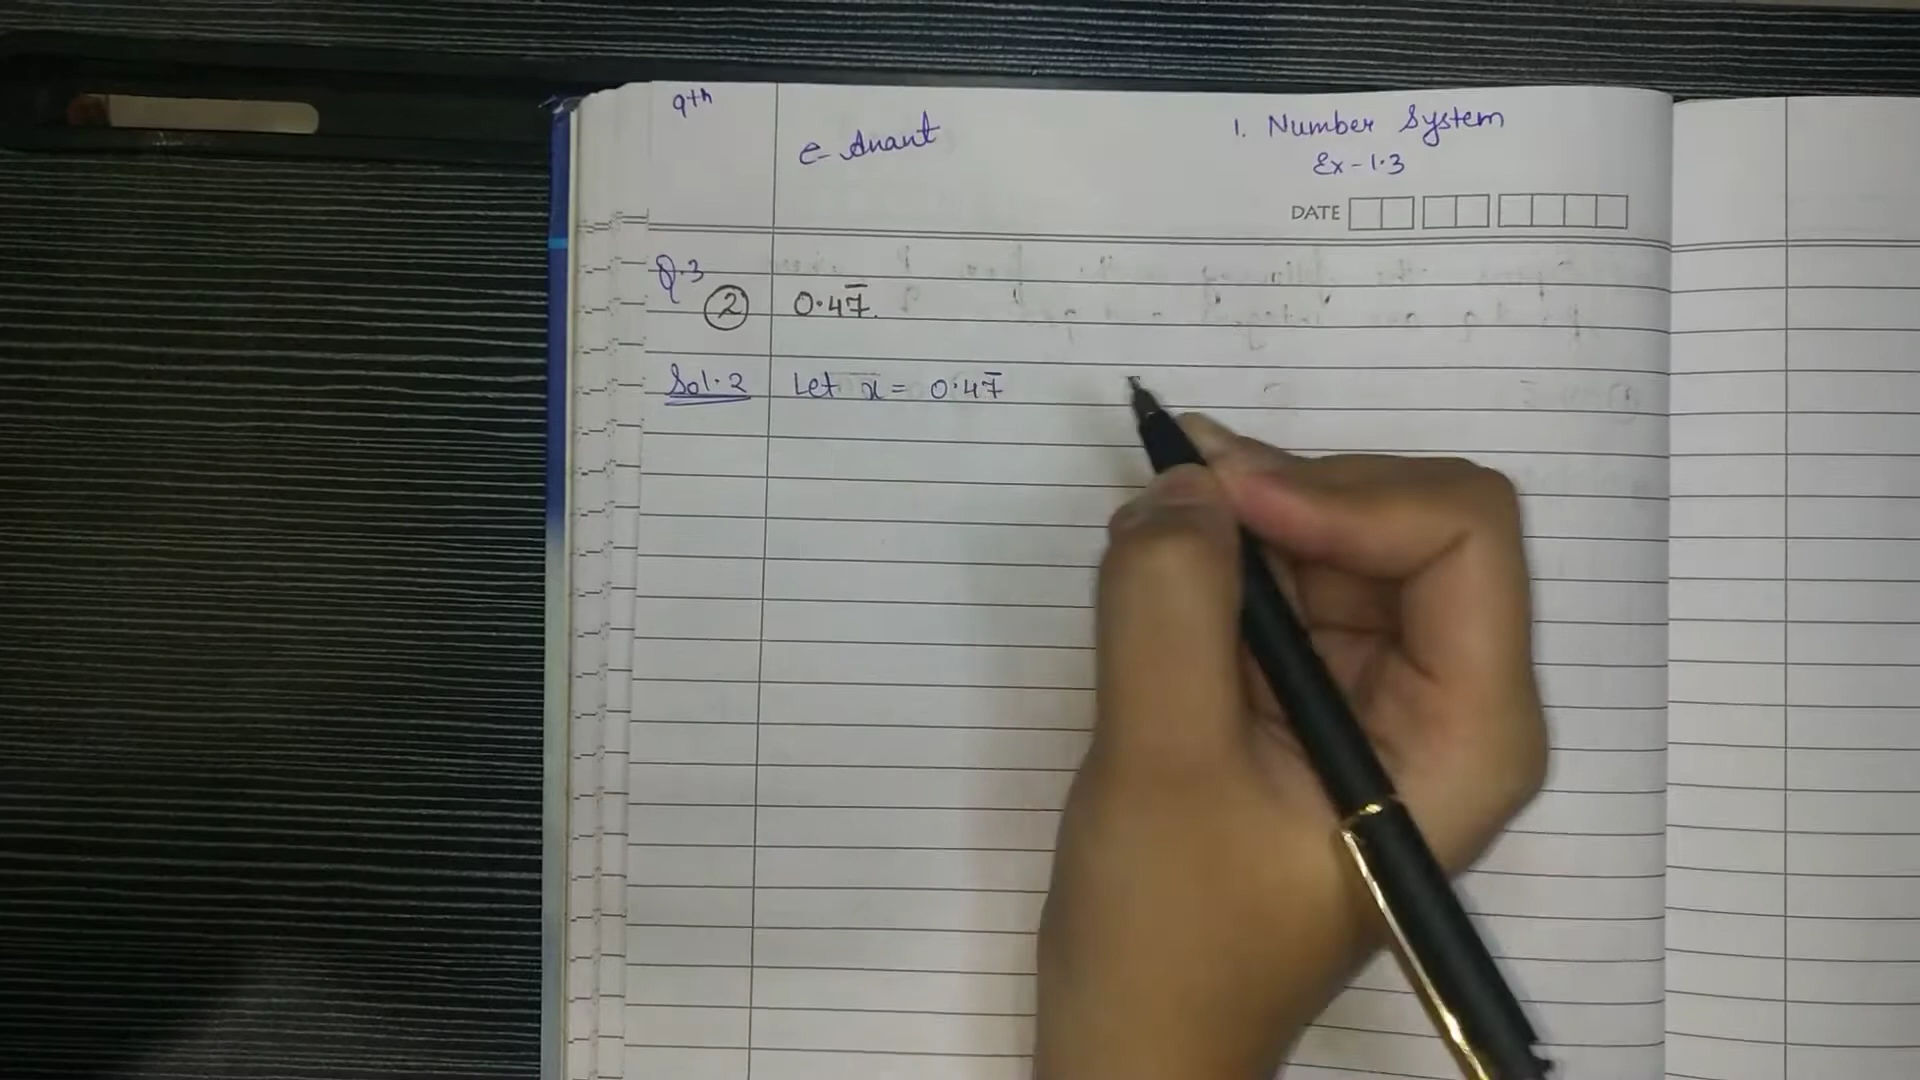 9th
e-Anant
1. Number System
Ex-1.3
DATE
Q.3
② 0.47̅.
Sol.2 Let x = 0.47̅